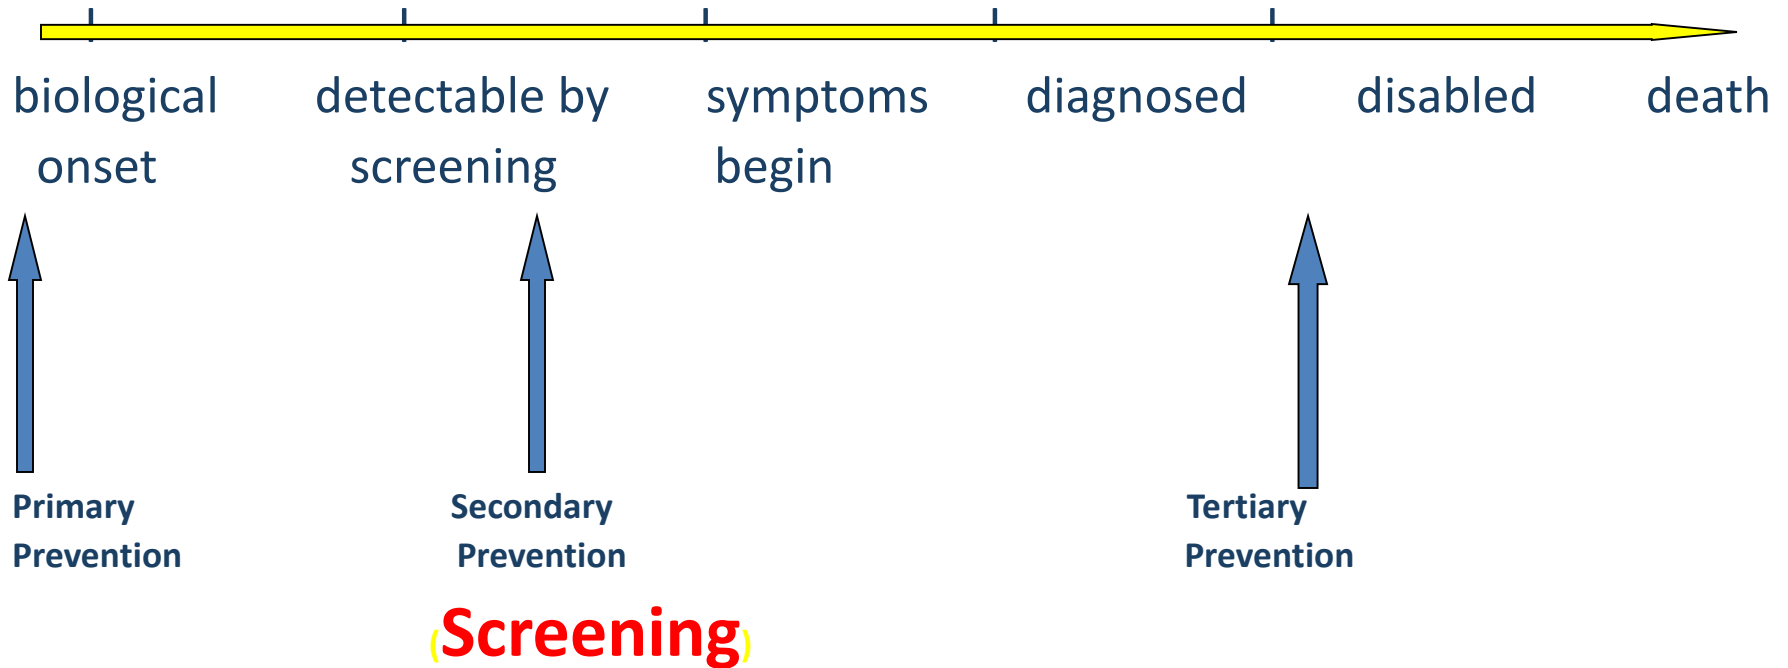 biological detectable by symptoms diagnosed disabled death
onset screening begin
Primary Secondary Tertiary
Prevention Prevention Prevention
(Screening)